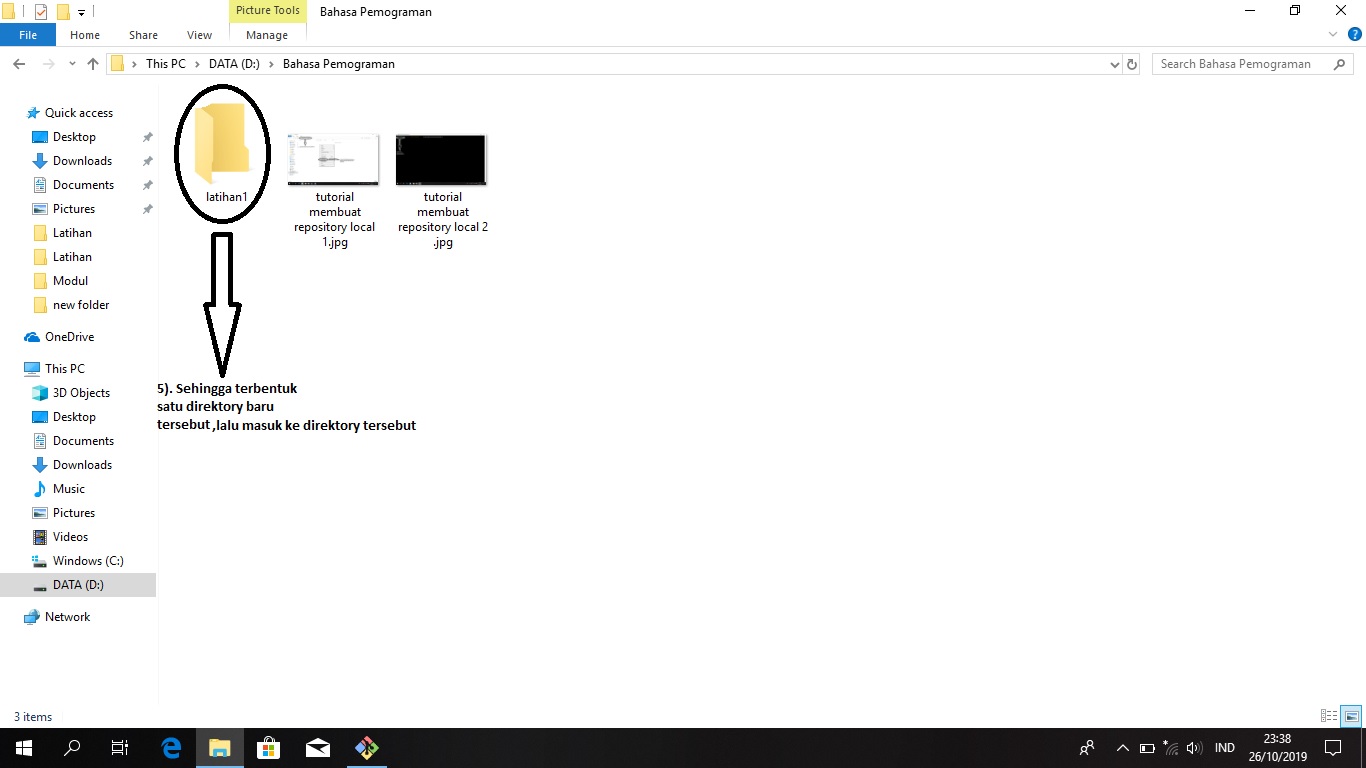 Picture Tools
Bahasa Pemograman
File
Home
Share
View
Manage
This PC
DATA (D:)
Bahasa Pemograman
Search Bahasa Pemograman
Quick access
Desktop
Downloads
Documents
Pictures
Latihan
Latihan
Modul
new folder
OneDrive
This PC
3D Objects
Desktop
Documents
Downloads
Music
Pictures
Videos
Windows (C:)
DATA (D:)
Network
latihan1
tutorial
membuat
repository local
1.jpg
tutorial
membuat
repository local 2
.jpg
5). Sehingga terbentuk
satu direktory baru
tersebut ,lalu masuk ke direktory tersebut
3 items
IND
23:38
26/10/2019